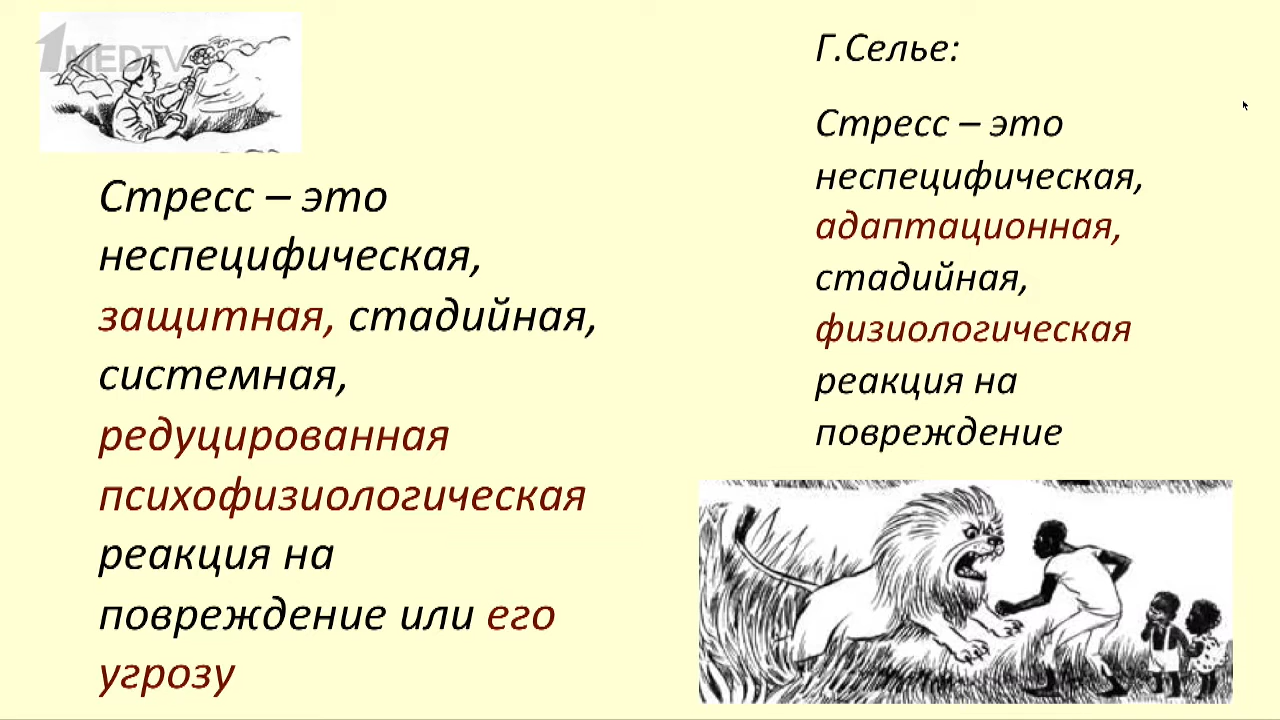 1MEDTV
Стресс – это
неспецифическая,
защитная, стадийная,
системная,
редуцированная
психофизиологическая
реакция на
повреждение или его
угрозу
Г.Селье:
Стресс – это
неспецифическая,
адаптационная,
стадийная,
физиологическая
реакция на
повреждение